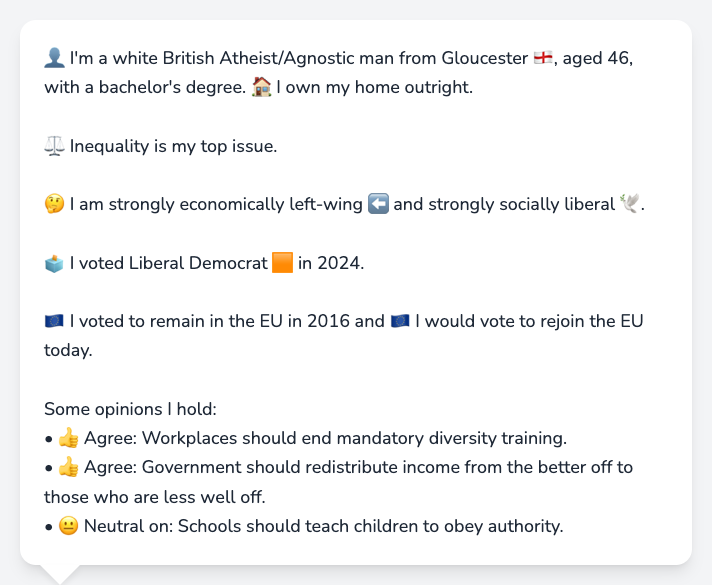 👤 I'm a white British Atheist/Agnostic man from Gloucester 🏴󠁧󠁢󠁥󠁮󠁧󠁿, aged 46,
with a bachelor's degree. 🏠 I own my home outright.
⚖️ Inequality is my top issue.
🤔 I am strongly economically left-wing ⬅️ and strongly socially liberal 🕊️.
🗳️ I voted Liberal Democrat 🟧 in 2024.
🇪🇺 I voted to remain in the EU in 2016 and 🇪🇺 I would vote to rejoin the EU
today.
Some opinions I hold:
• 👍 Agree: Workplaces should end mandatory diversity training.
• 👍 Agree: Government should redistribute income from the better off to
those who are less well off.
• 😐 Neutral on: Schools should teach children to obey authority.